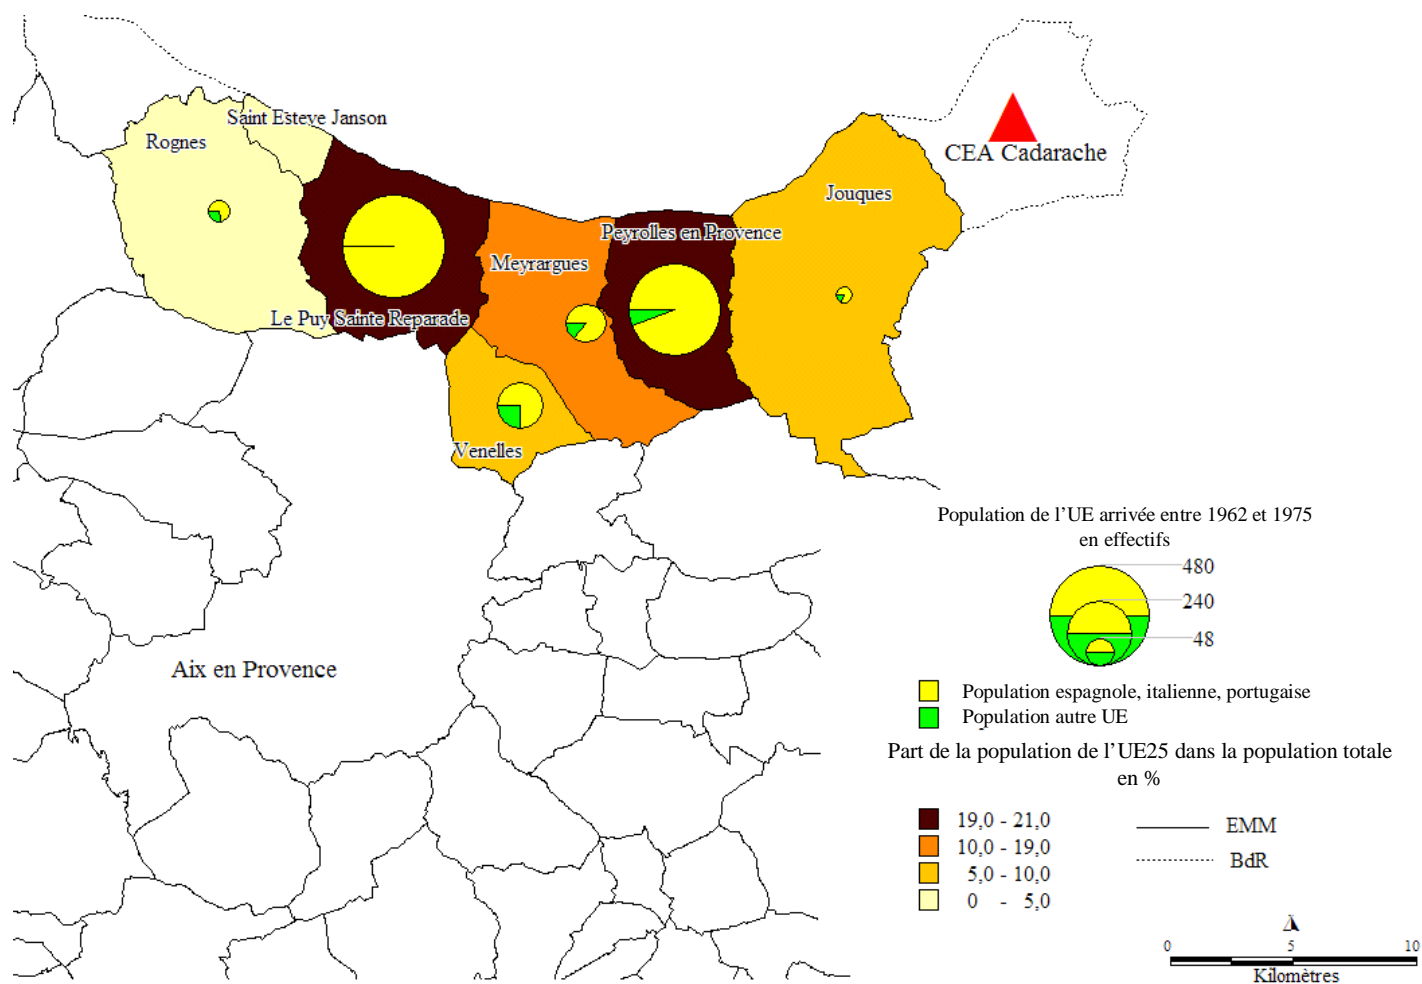 Saint Esteve Janson
Rognes
CEA Cadarache
Jouques
Peyrolles en Provence
Meyrargues
Le Puy Sainte Reparade
Venelles
Aix en Provence
Population de l’UE arrivée entre 1962 et 1975
en effectifs
480
240
48
Population espagnole, italienne, portugaise
Population autre UE
Part de la population de l’UE25 dans la population totale
en %
19,0 - 21,0
10,0 - 19,0
5,0 - 10,0
0 - 5,0
EMM
BdR
0 5 10
Kilomètres